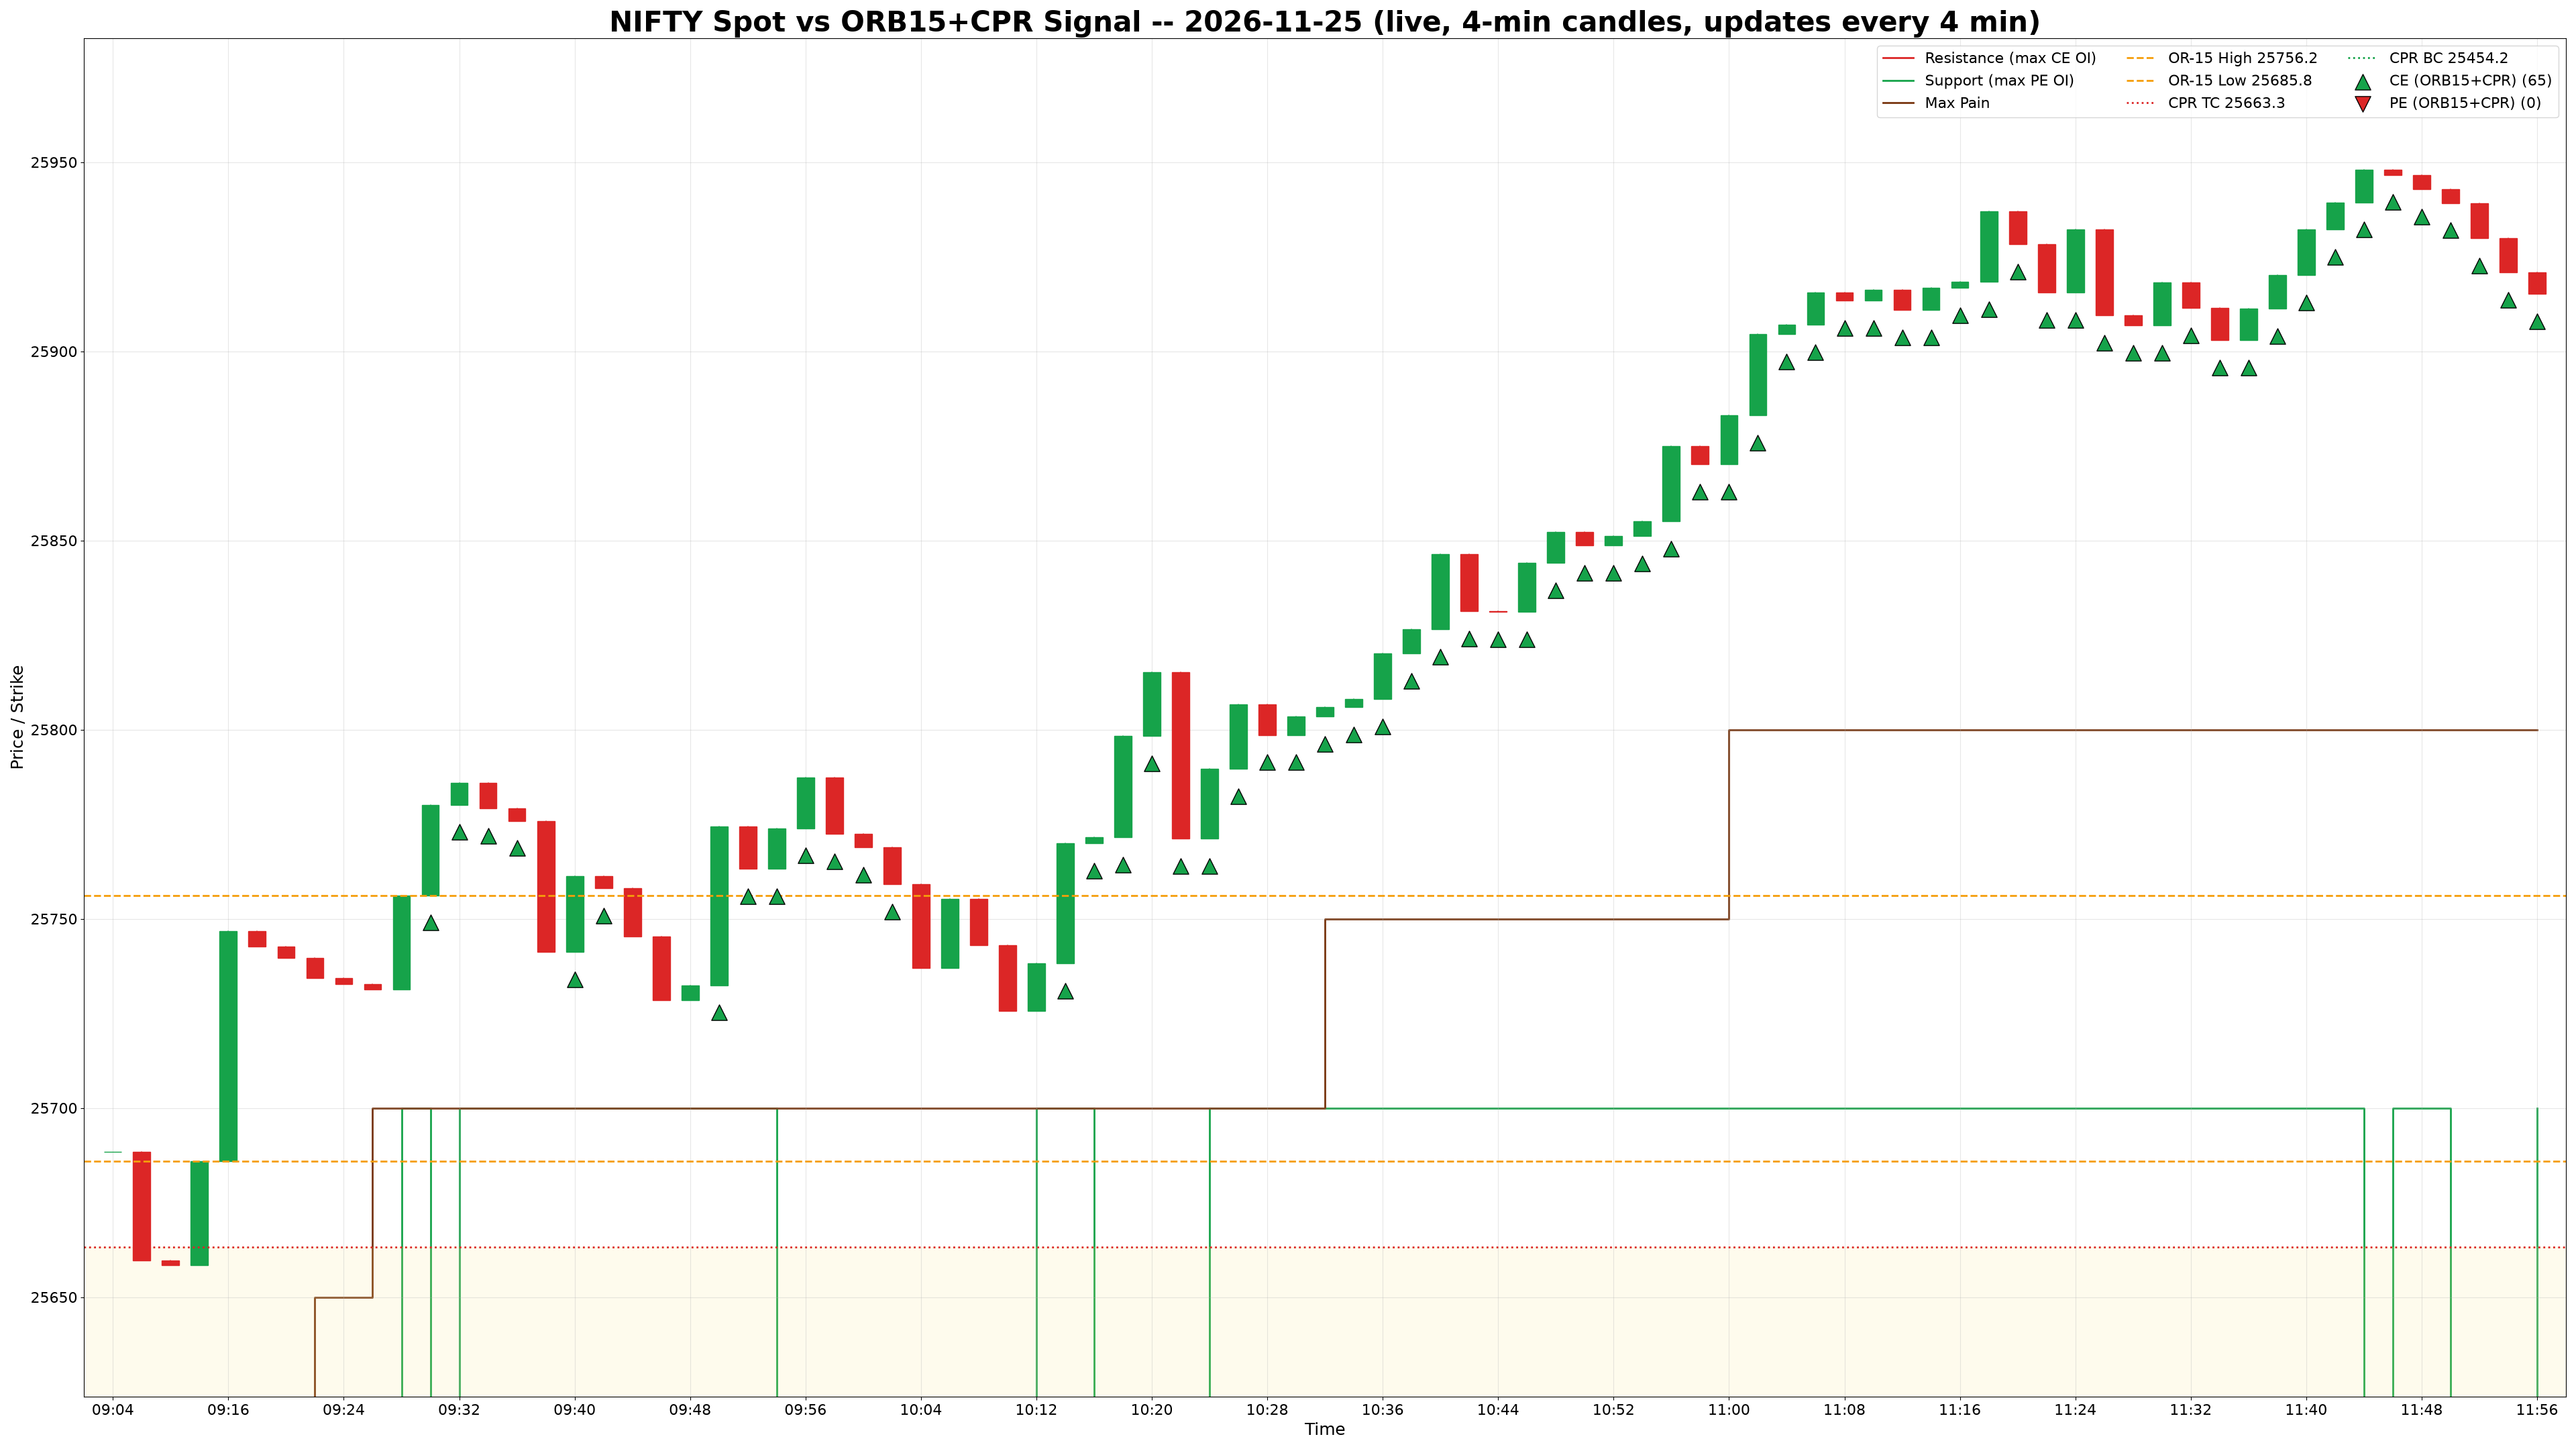 NIFTY Spot vs ORB15+CPR Signal -- 2026-11-25 (live, 4-min candles, updates every 4 min)
Resistance (max CE OI)
Support (max PE OI)
Max Pain
OR-15 High 25756.2
OR-15 Low 25685.8
CPR TC 25663.3
CPR BC 25454.2
CE (ORB15+CPR) (65)
PE (ORB15+CPR) (0)
Price / Strike
25950
25900
25850
25800
25750
25700
25650
09:04 09:16 09:24 09:32 09:40 09:48 09:56 10:04 10:12 10:20 10:28 10:36 10:44 10:52 11:00 11:08 11:16 11:24 11:32 11:40 11:48 11:56
Time